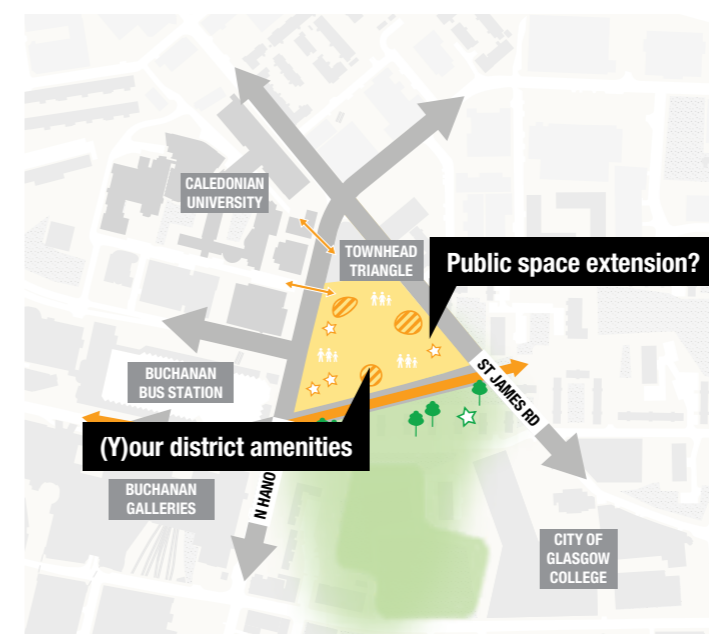 CALEDONIAN
UNIVERSITY
TOWNHEAD
TRIANGLE
Public space extension?
BUCHANAN
BUS STATION
ST JAMES RD
(Y)our district amenities
BUCHANAN
GALLERIES
N HANO
CITY OF
GLASGOW
COLLEGE